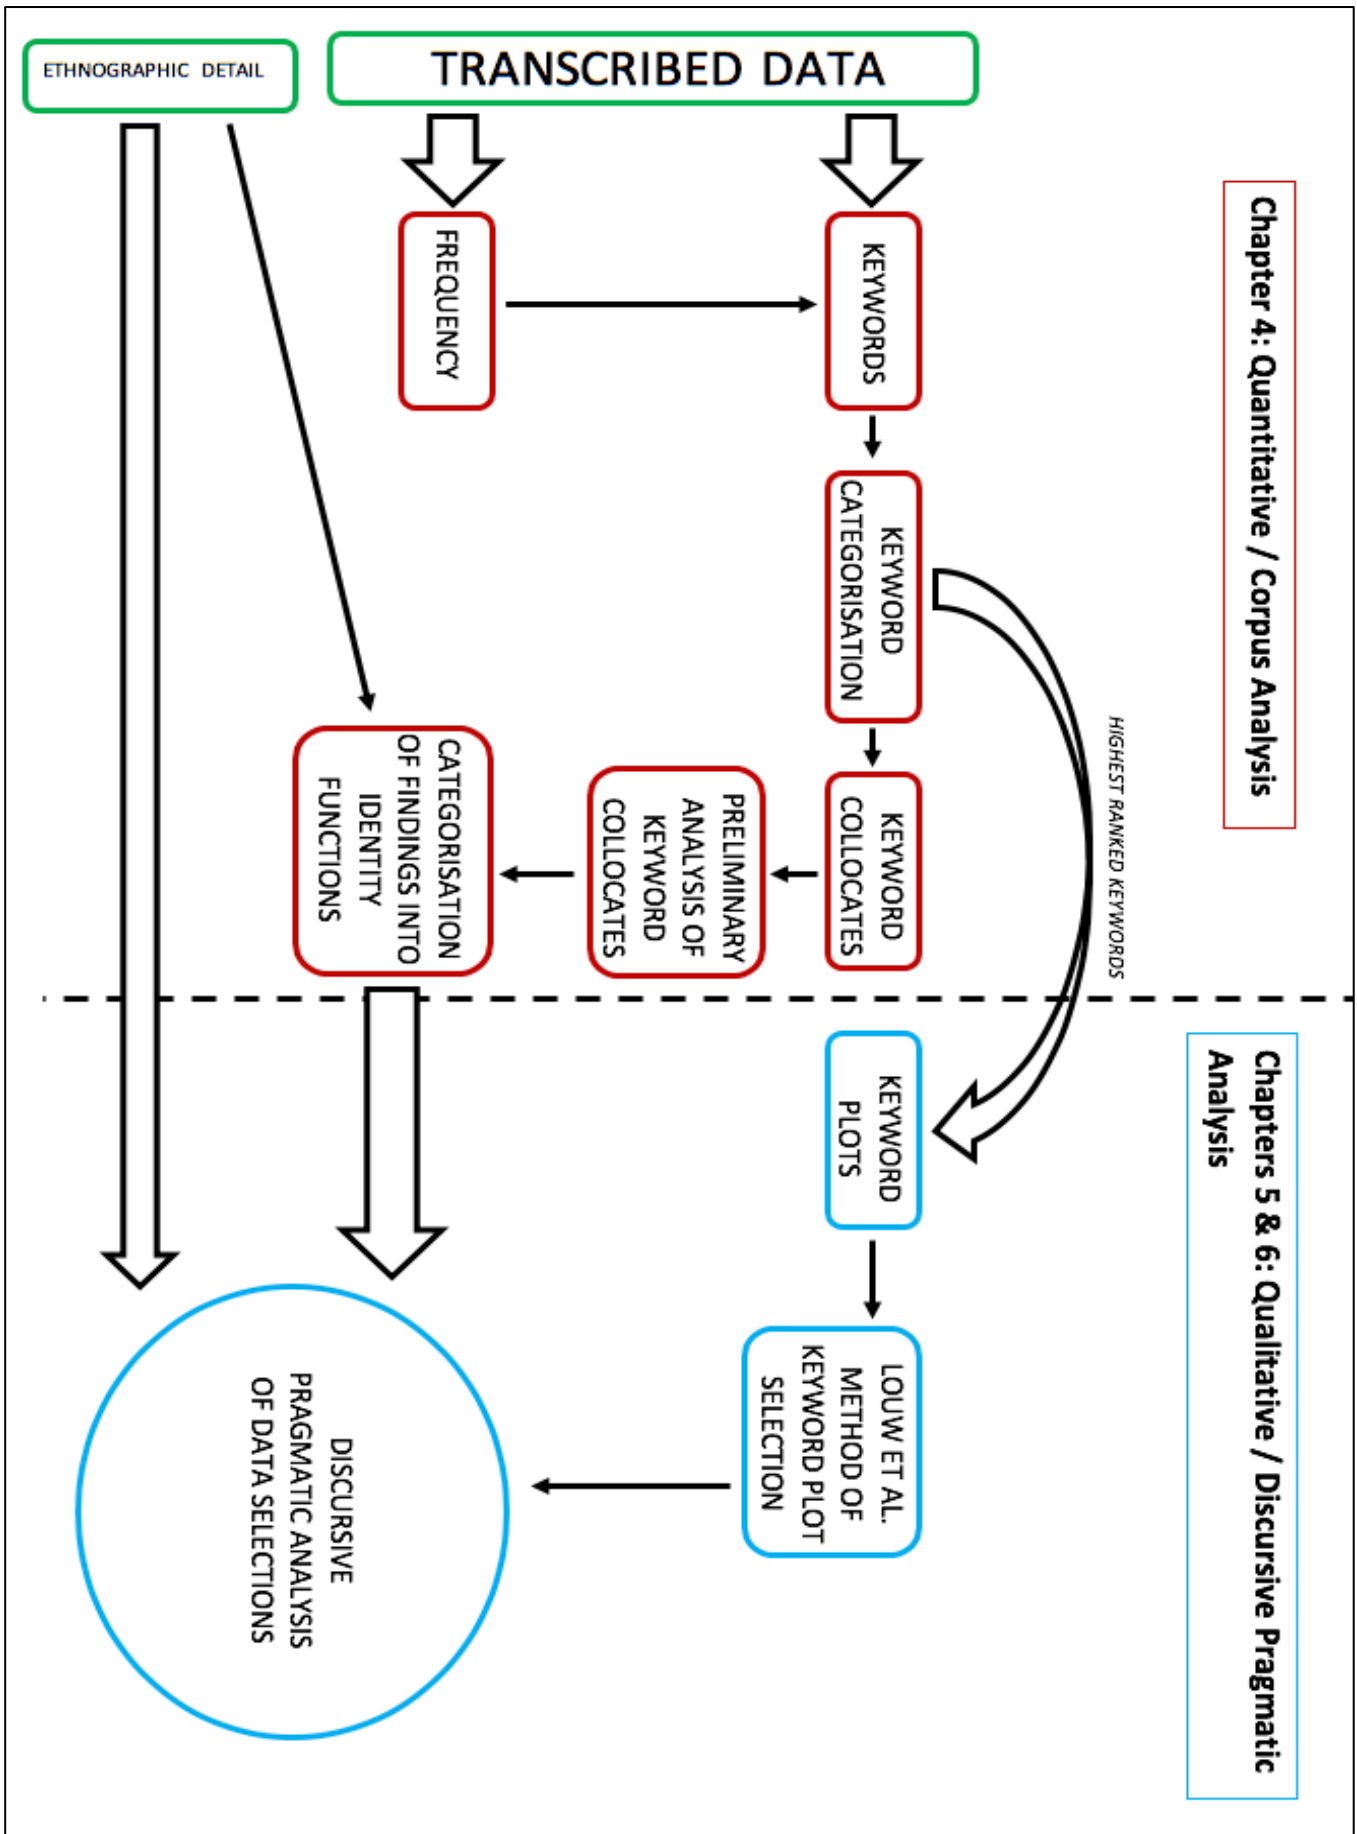 ETHNOGRAPHIC DETAIL
TRANSCRIBED DATA
Chapter 4: Quantitative / Corpus Analysis
FREQUENCY
KEYWORDS
KEYWORD
CATEGORISATION
HIGHEST RANKED KEYWORDS
KEYWORD
COLLOCATES
PRELIMINARY
ANALYSIS OF
KEYWORD
COLLOCATES
CATEGORISATION
OF FINDINGS INTO
IDENTITY
FUNCTIONS
Chapters 5 & 6: Qualitative / Discursive Pragmatic
Analysis
KEYWORD
PLOTS
LOUW ET AL.
METHOD OF
KEYWORD PLOT
SELECTION
DISCURSIVE
PRAGMATIC ANALYSIS
OF DATA SELECTIONS